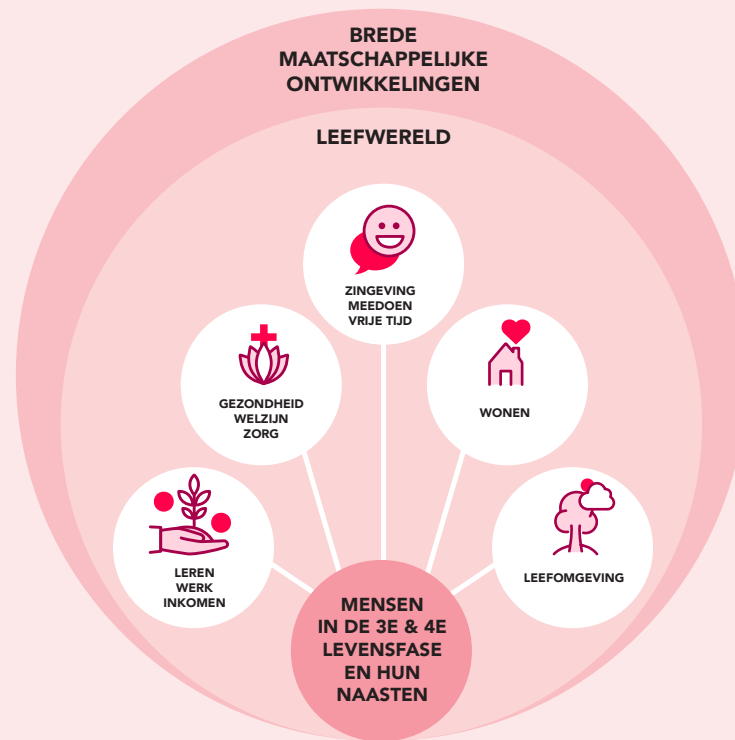 BREDE
MAATSCHAPPELIJKE
ONTWIKKELINGEN
LEEFWERELD
ZINGEVING
MEEDOEN
VRIJE TIJD
GEZONDHEID
WELZIJN
ZORG
WONEN
LEREN
WERK
INKOMEN
LEEFOMGEVING
MENSEN
IN DE 3E & 4E
LEVENSFASE
EN HUN
NAASTEN